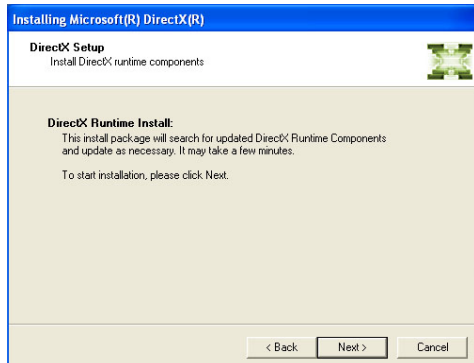 Installing Microsoft(R) DirectX(R)
DirectX Setup
Install DirectX runtime components
DirectX Runtime Install:
This install package will search for updated DirectX Runtime Components
and update as necessary. It may take a few minutes.
To start installation, please click Next.
< Back
Next >
Cancel